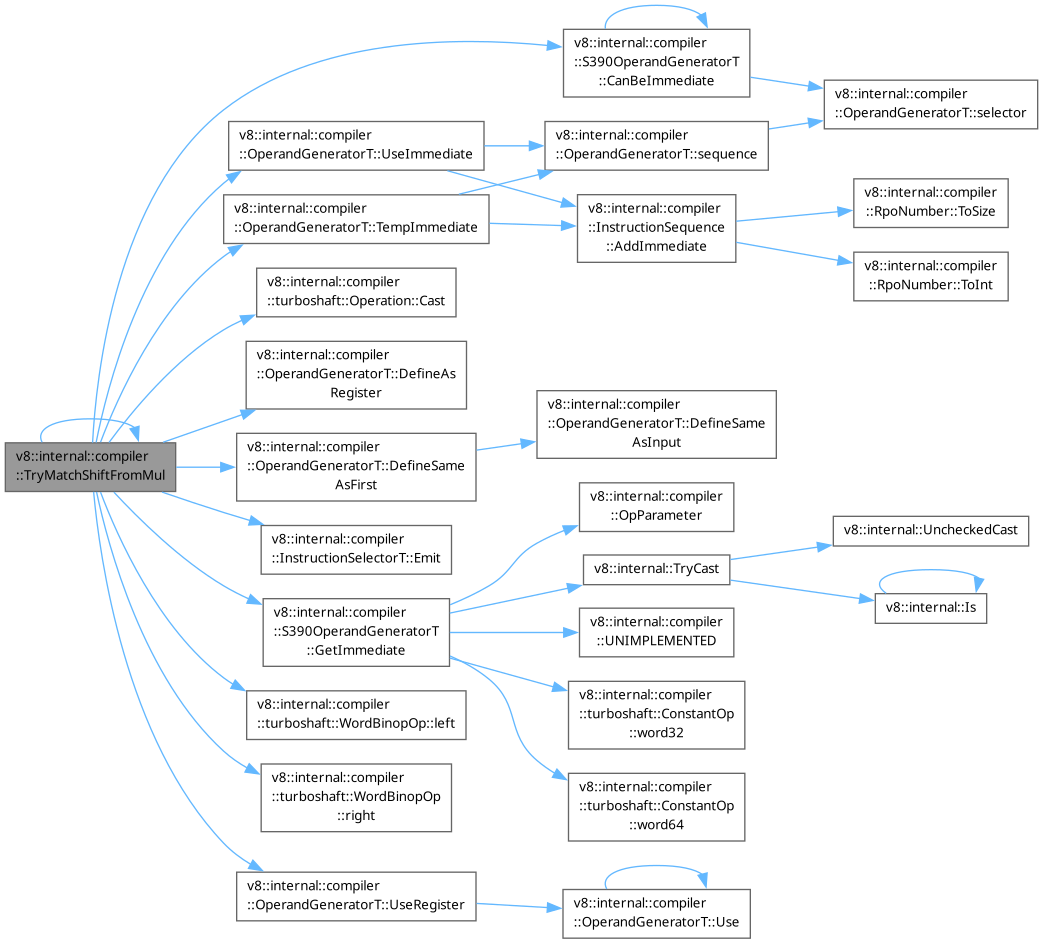 v8::internal::compiler
::TryMatchShiftFromMul
v8::internal::compiler
::S390OperandGeneratorT
::CanBeImmediate
v8::internal::compiler
::OperandGeneratorT::selector
v8::internal::compiler
::OperandGeneratorT::UseImmediate
v8::internal::compiler
::OperandGeneratorT::sequence
v8::internal::compiler
::OperandGeneratorT::TempImmediate
v8::internal::compiler
::InstructionSequence
::AddImmediate
v8::internal::compiler
::RpoNumber::ToSize
v8::internal::compiler
::RpoNumber::ToInt
v8::internal::compiler
::turboshaft::Operation::Cast
v8::internal::compiler
::OperandGeneratorT::DefineAs
Register
v8::internal::compiler
::OperandGeneratorT::DefineSame
AsFirst
v8::internal::compiler
::OperandGeneratorT::DefineSame
AsInput
v8::internal::compiler
::InstructionSelectorT::Emit
v8::internal::compiler
::S390OperandGeneratorT
::GetImmediate
v8::internal::compiler
::OpParameter
v8::internal::TryCast
v8::internal::UncheckedCast
v8::internal::Is
v8::internal::compiler
::UNIMPLEMENTED
v8::internal::compiler
::turboshaft::ConstantOp
::word32
v8::internal::compiler
::turboshaft::ConstantOp
::word64
v8::internal::compiler
::turboshaft::WordBinopOp::left
v8::internal::compiler
::turboshaft::WordBinopOp
::right
v8::internal::compiler
::OperandGeneratorT::UseRegister
v8::internal::compiler
::OperandGeneratorT::Use